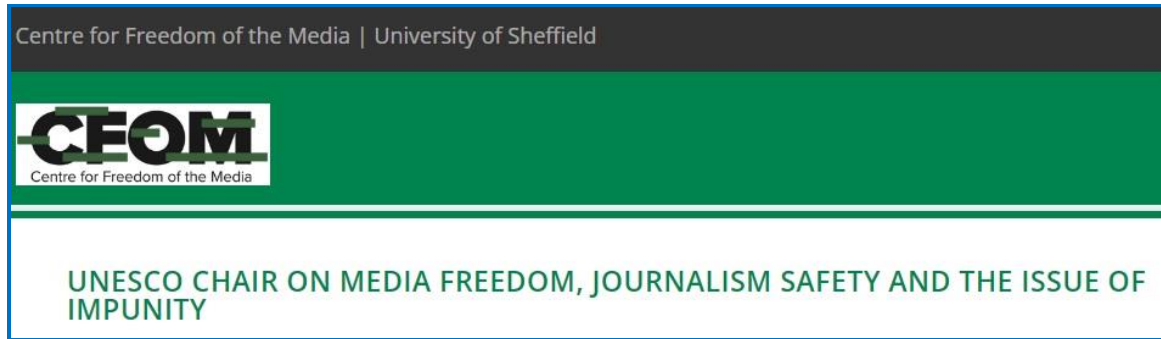 Centre for Freedom of the Media | University of Sheffield
CFOM
Centre for Freedom of the Media
UNESCO CHAIR ON MEDIA FREEDOM, JOURNALISM SAFETY AND THE ISSUE OF
IMPUNITY